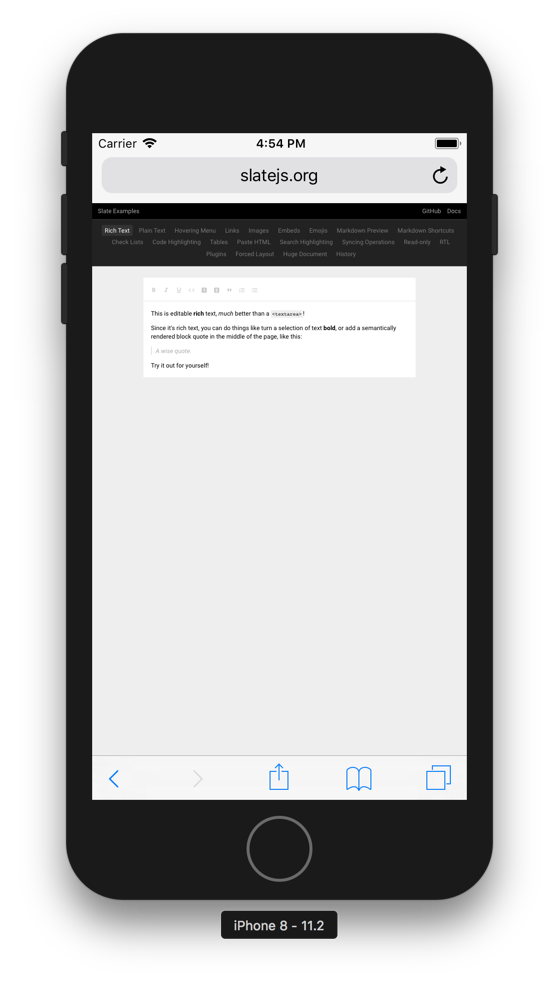 Carrier 4:54 PM
slatejs.org
Slate Examples GitHub Docs
Rich Text Plain Text Hovering Menu Links Images Embeds Emojis Markdown Preview Markdown Shortcuts
Check Lists Code Highlighting Tables Paste HTML Search Highlighting Syncing Operations Read-only RTL
Plugins Forced Layout Huge Document History
B I U
This is editable rich text, much better than a <textarea>!
Since it's rich text, you can do things like turn a selection of text bold, or add a semantically
rendered block quote in the middle of the page, like this:
A wise quote.
Try it out for yourself!
iPhone 8 - 11.2